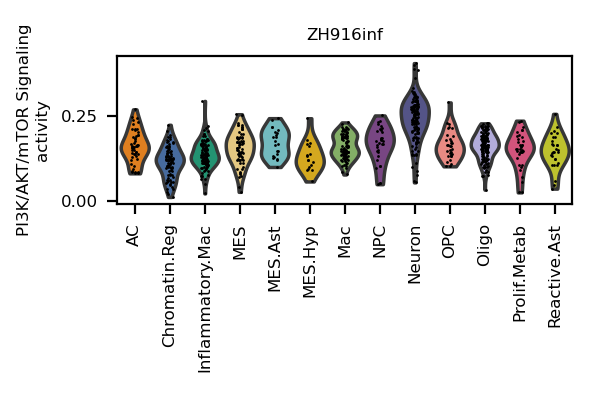 ZH916inf
PI3K/AKT/mTOR Signaling
activity
0.25
0.00
AC
Chromatin.Reg
Inflammatory.Mac
MES
MES.Ast
MES.Hyp
Mac
NPC
Neuron
OPC
Oligo
Prolif.Metab
Reactive.Ast